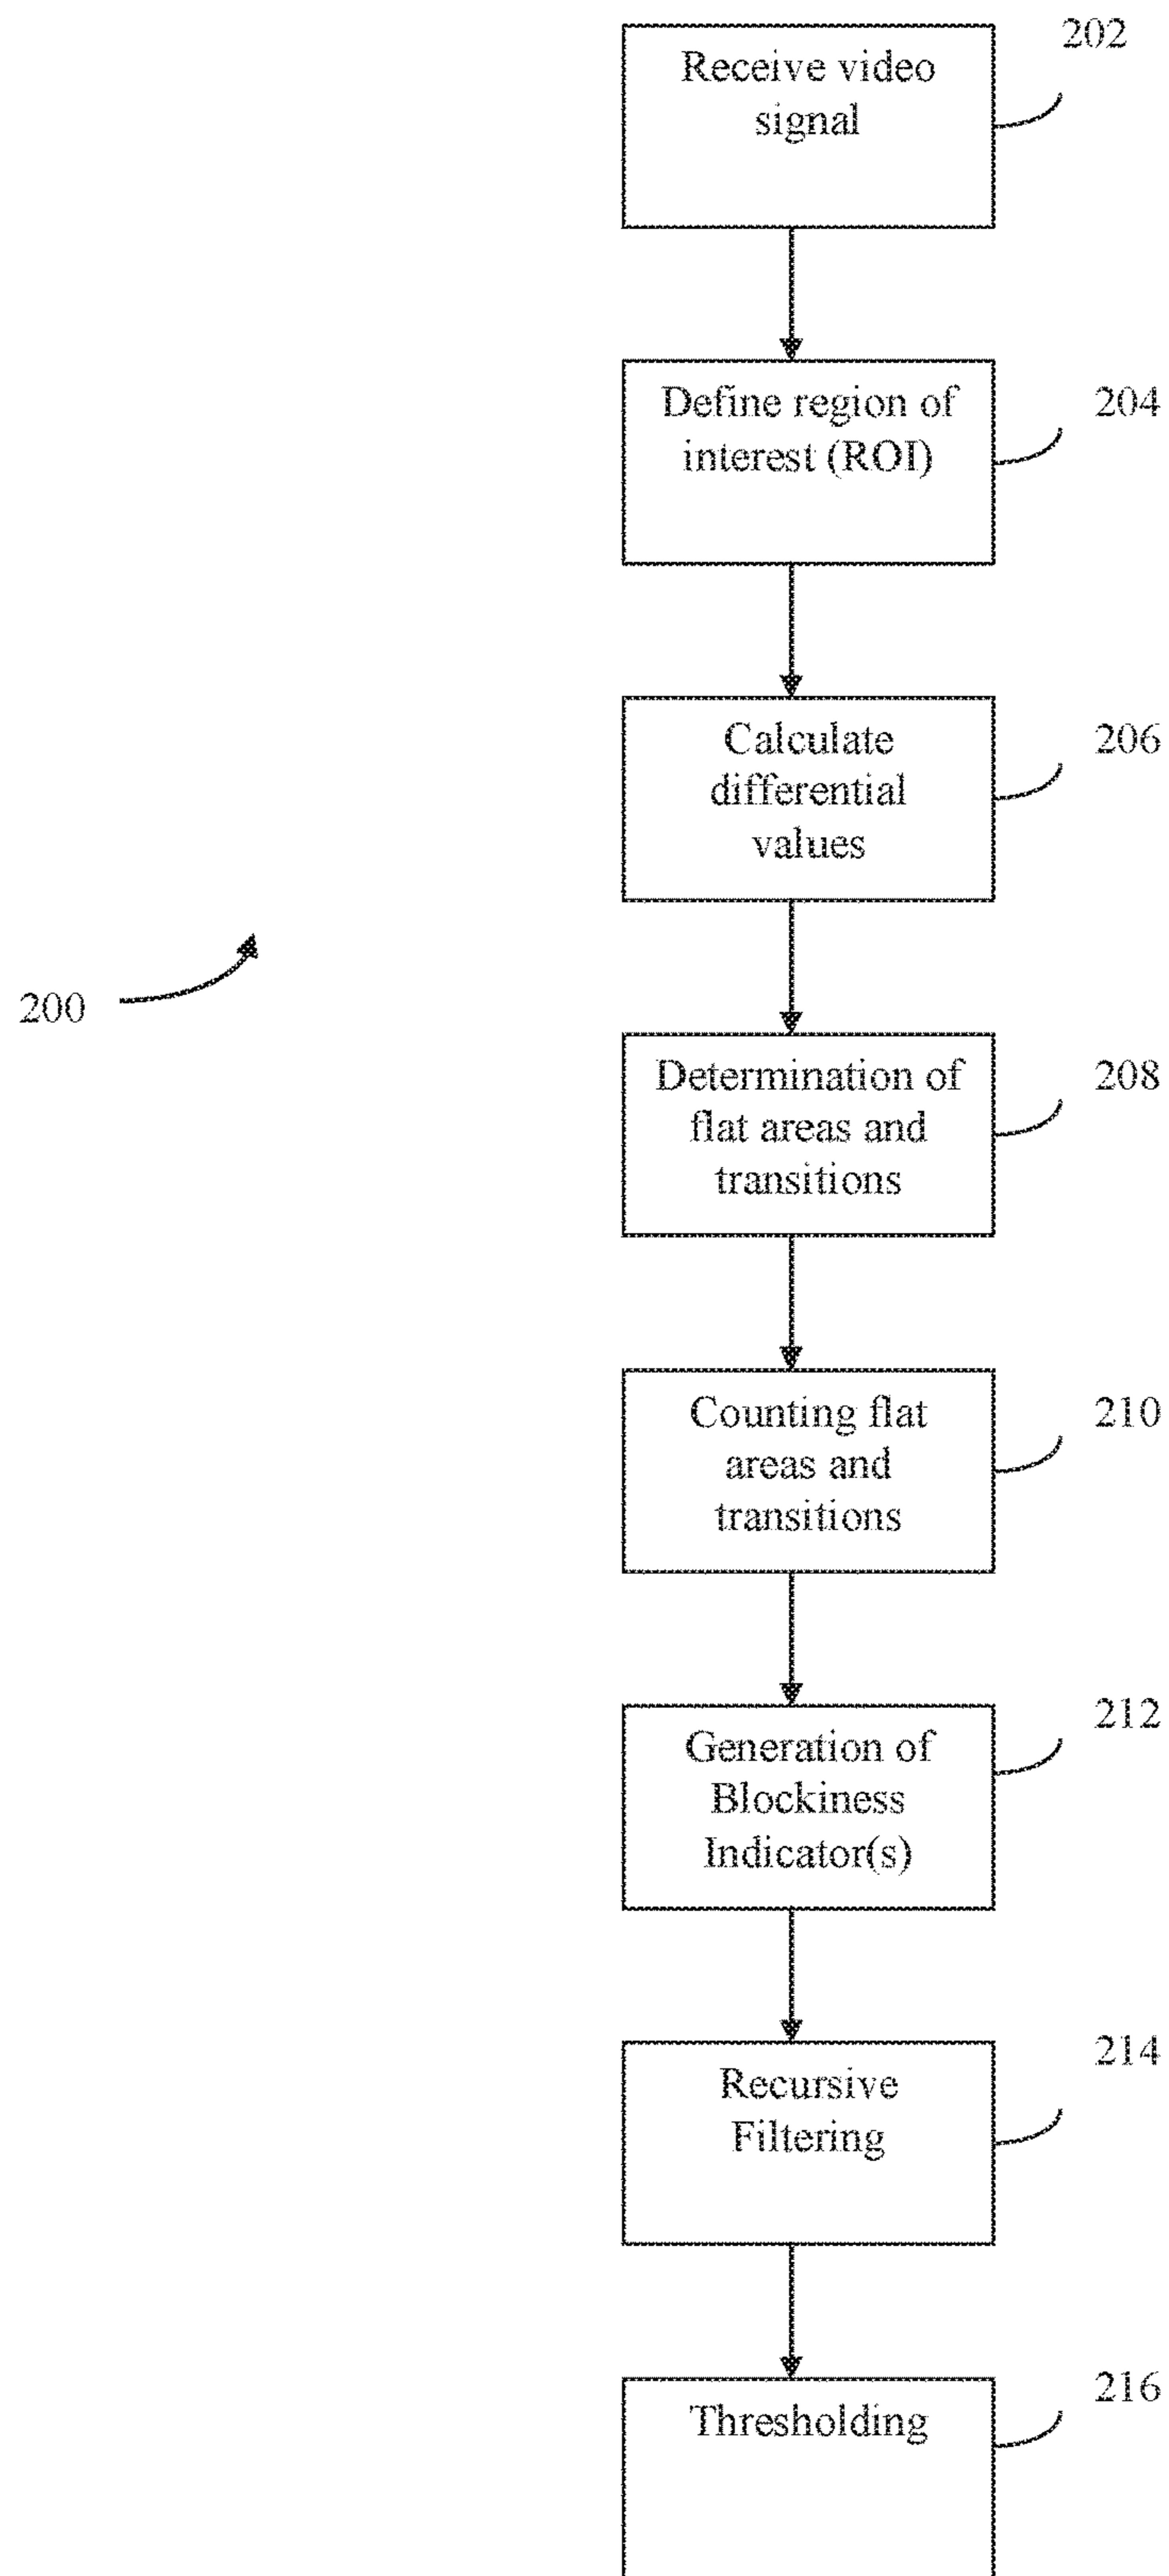 Receive video
signal
202
Define region of
interest (ROI)
204
Calculate
differential
values
206
200
Determination of
flat areas and
transitions
208
Counting flat
areas and
transitions
210
Generation of
Blockiness
Indicator(s)
212
Recursive
Filtering
214
Thresholding
216